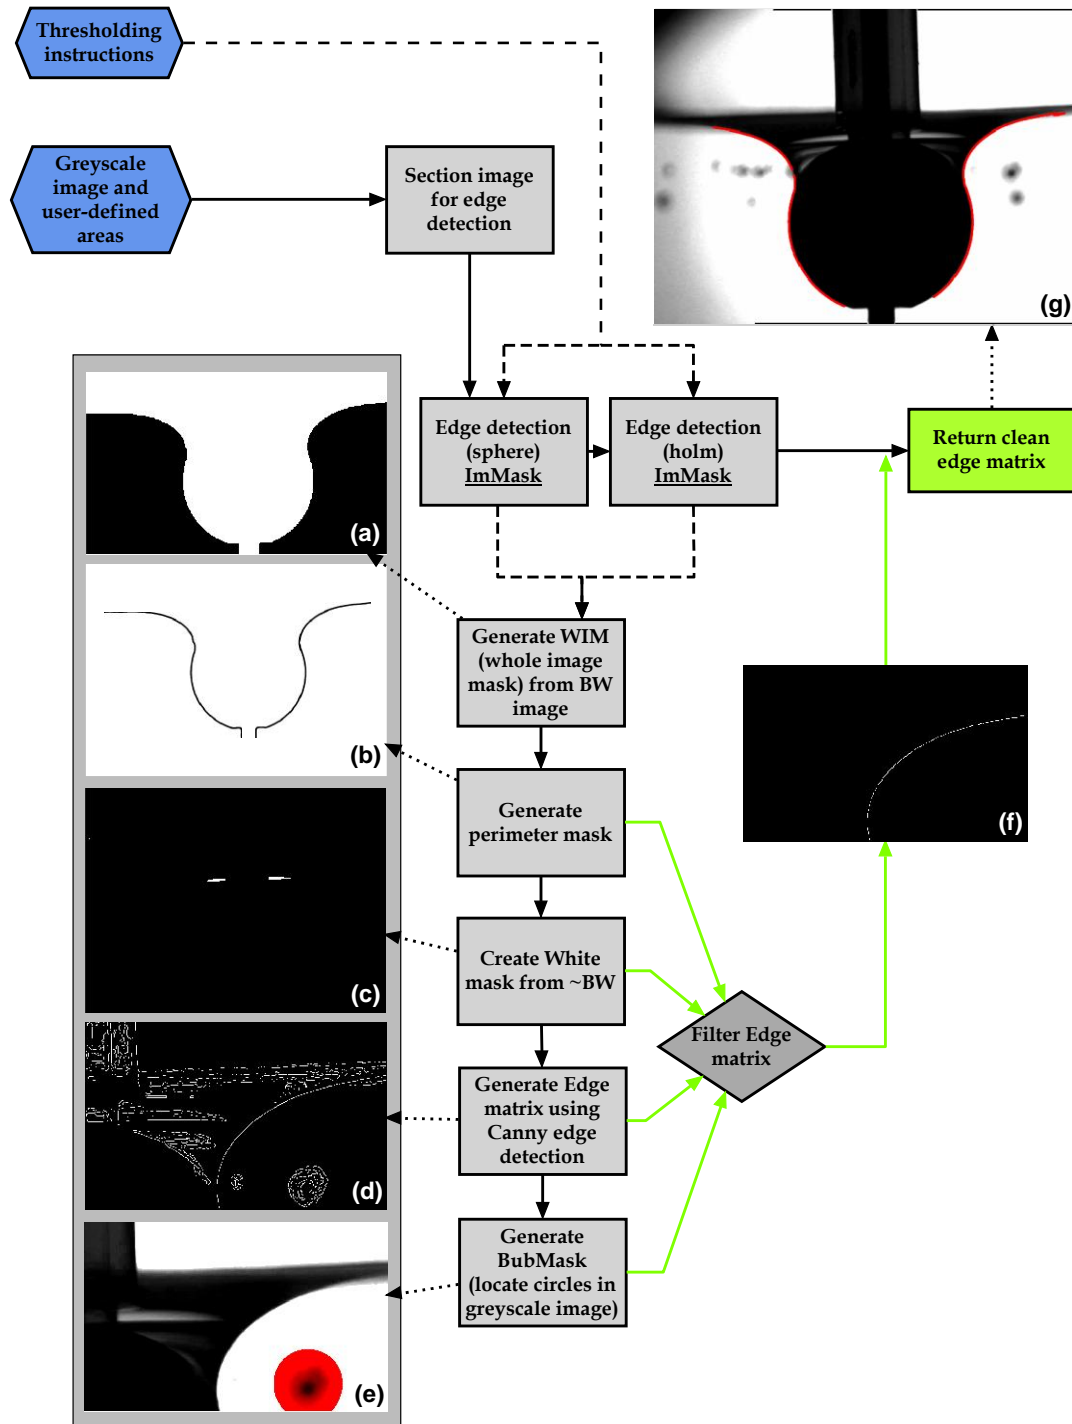 Thresholding
instructions
Greyscale
image and
user-defined
areas
Section image
for edge
detection
(g)
Edge detection
(sphere)
ImMask
Edge detection
(holm)
ImMask
Return clean
edge matrix
(a)
Generate WIM
(whole image
mask) from BW
image
(b)
Generate
perimeter mask
(f)
(c)
Create White
mask from ~BW
Filter Edge
matrix
(d)
Generate Edge
matrix using
Canny edge
detection
(e)
Generate
BubMask
(locate circles in
greyscale image)